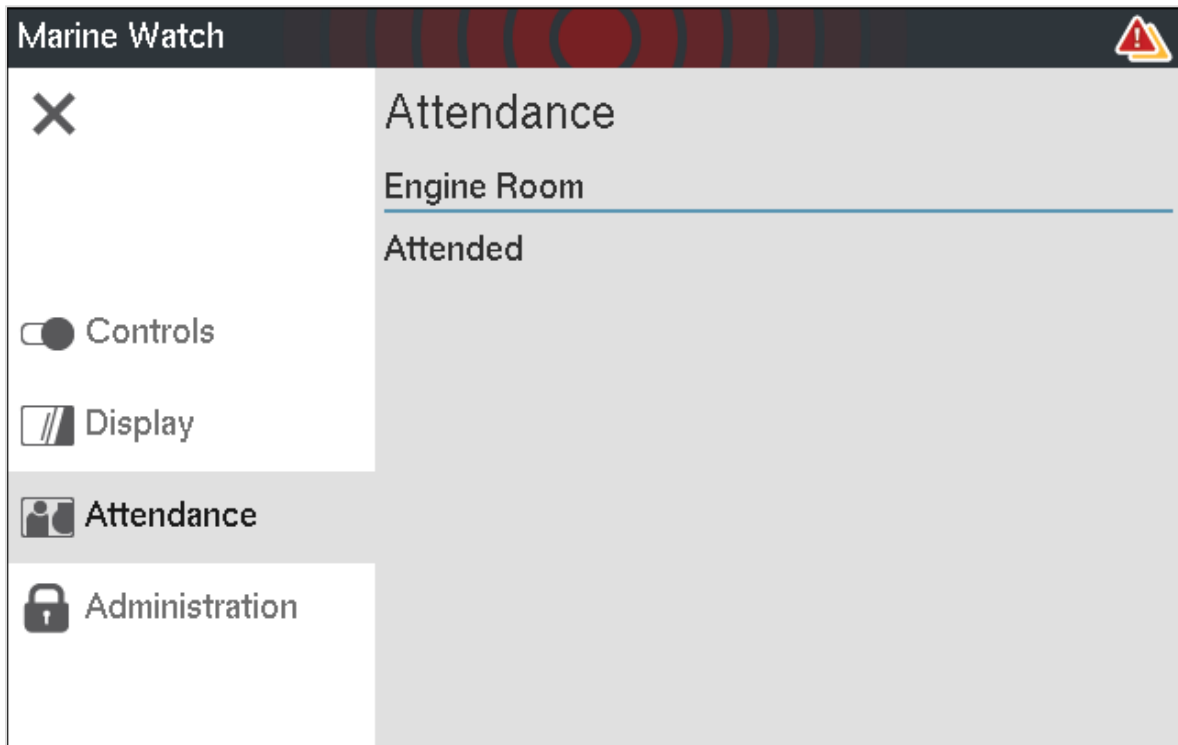 Marine Watch
Attendance
Engine Room
Attended
Controls
Display
Attendance
Administration